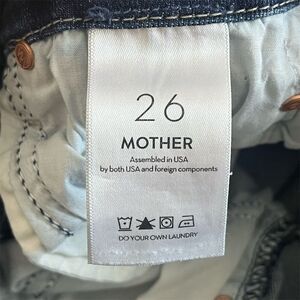 26
MOTHER
Assembled in USA
by both USA and foreign components
DO YOUR OWN LAUNDRY